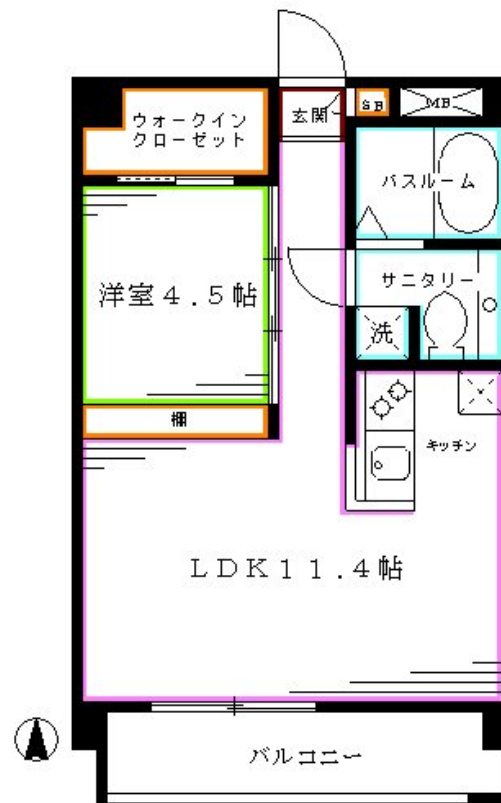 ウォークイン
クローゼット
玄関
SB
MB
バスルーム
洋室4.5帖
サニタリー
洗
棚
キッチン
LDK11.4帖
バルコニー